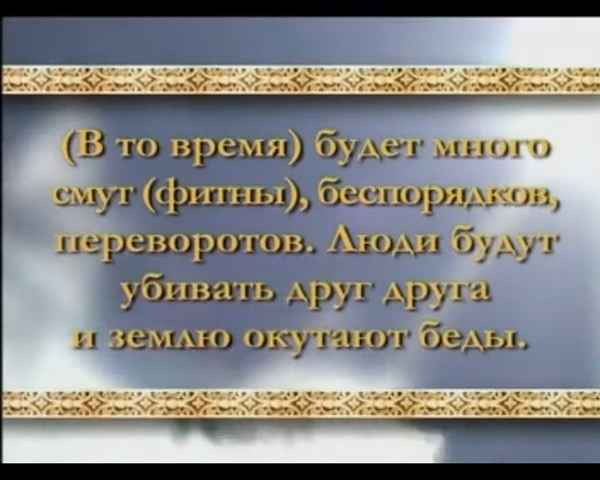 (В то время) будет много
смут (фитны), беспорядков,
переворотов. Люди будут
убивать друг друга
и землю окутают беды.